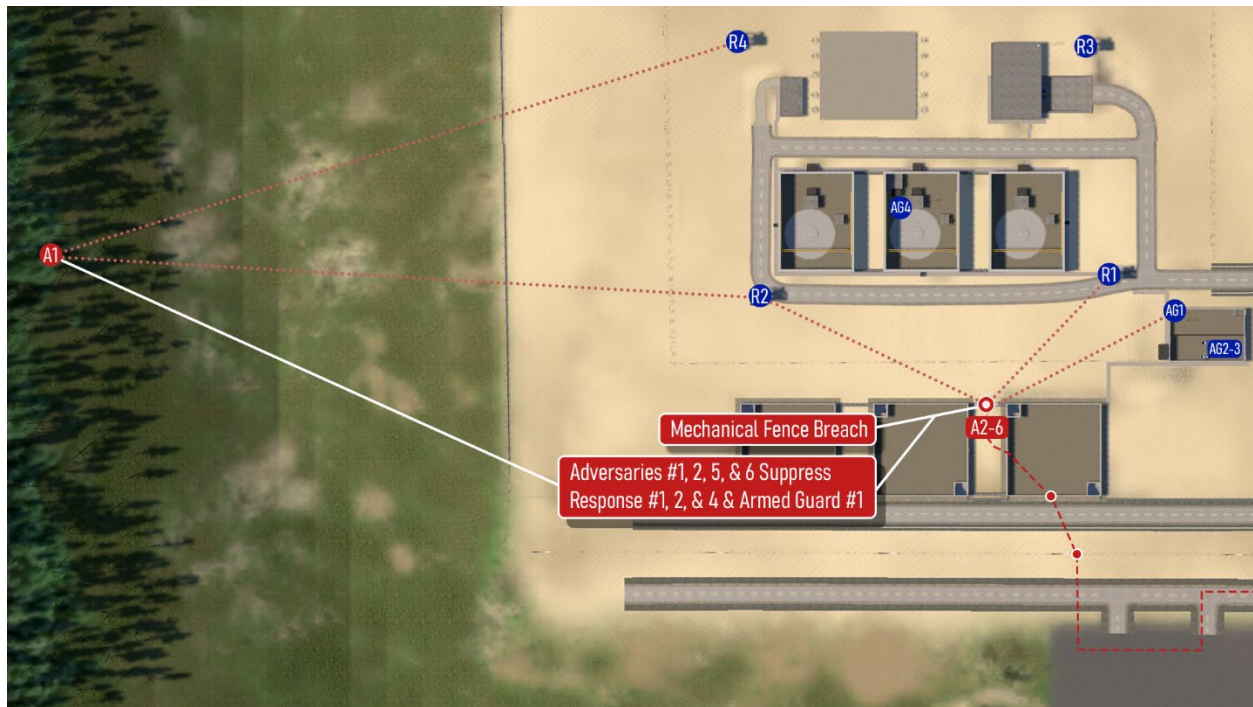 R4
R3
AG4
A1
R1
R2
AG1
AG2-3
Mechanical Fence Breach
A2-6
Adversaries #1, 2, 5, & 6 Suppress
Response #1, 2, & 4 & Armed Guard #1